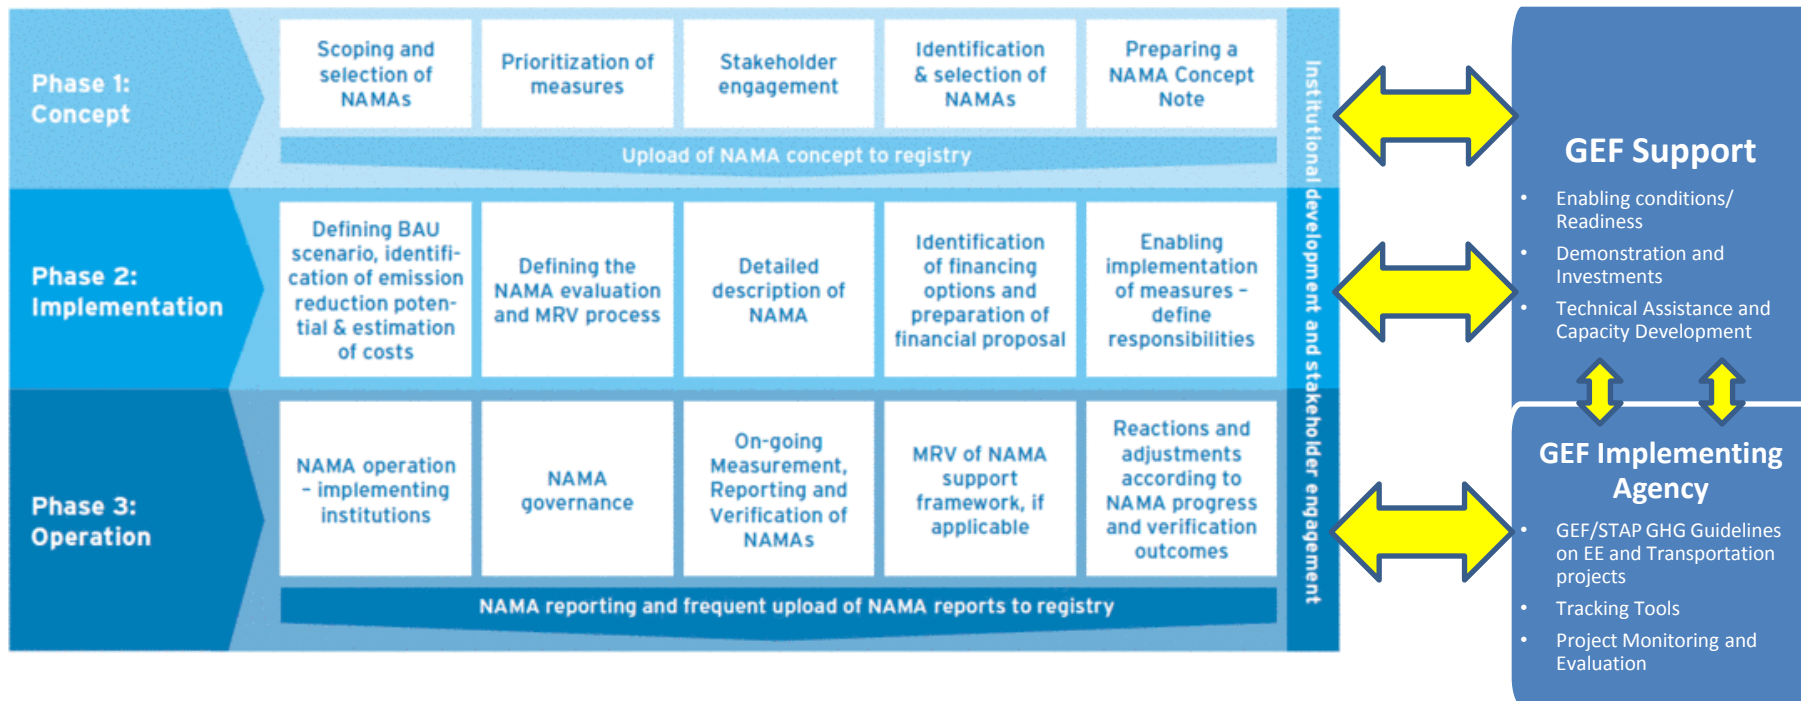 Phase 1:
Concept
Scoping and
selection of
NAMAs
Prioritization of
measures
Stakeholder
engagement
Identification
& selection of
NAMAs
Preparing a
NAMA Concept
Note
Upload of NAMA concept to registry
Phase 2:
Implementation
Defining BAU
scenario, identifi-
cation of emission
reduction poten-
tial & estimation
of costs
Defining the
NAMA evaluation
and MRV process
Detailed
description of
NAMA
Identification
of financing
options and
preparation of
financial proposal
Enabling
implementation
of measures –
define
responsibilities
Phase 3:
Operation
NAMA operation
– implementing
institutions
NAMA
governance
On-going
Measurement,
Reporting and
Verification of
NAMAs
MRV of NAMA
support
framework, if
applicable
Reactions and
adjustments
according to
NAMA progress
and verification
outcomes
NAMA reporting and frequent upload of NAMA reports to registry
Institutional development and stakeholder engagement
GEF Support
• Enabling conditions/
Readiness
• Demonstration and
Investments
• Technical Assistance and
Capacity Development
GEF Implementing
Agency
• GEF/STAP GHG Guidelines
on EE and Transportation
projects
• Tracking Tools
• Project Monitoring and
Evaluation